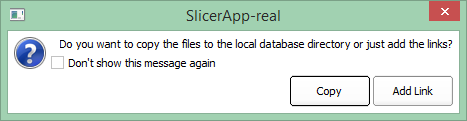 SlicerApp-real
Do you want to copy the files to the local database directory or just add the links?
Don't show this message again
Copy
Add Link